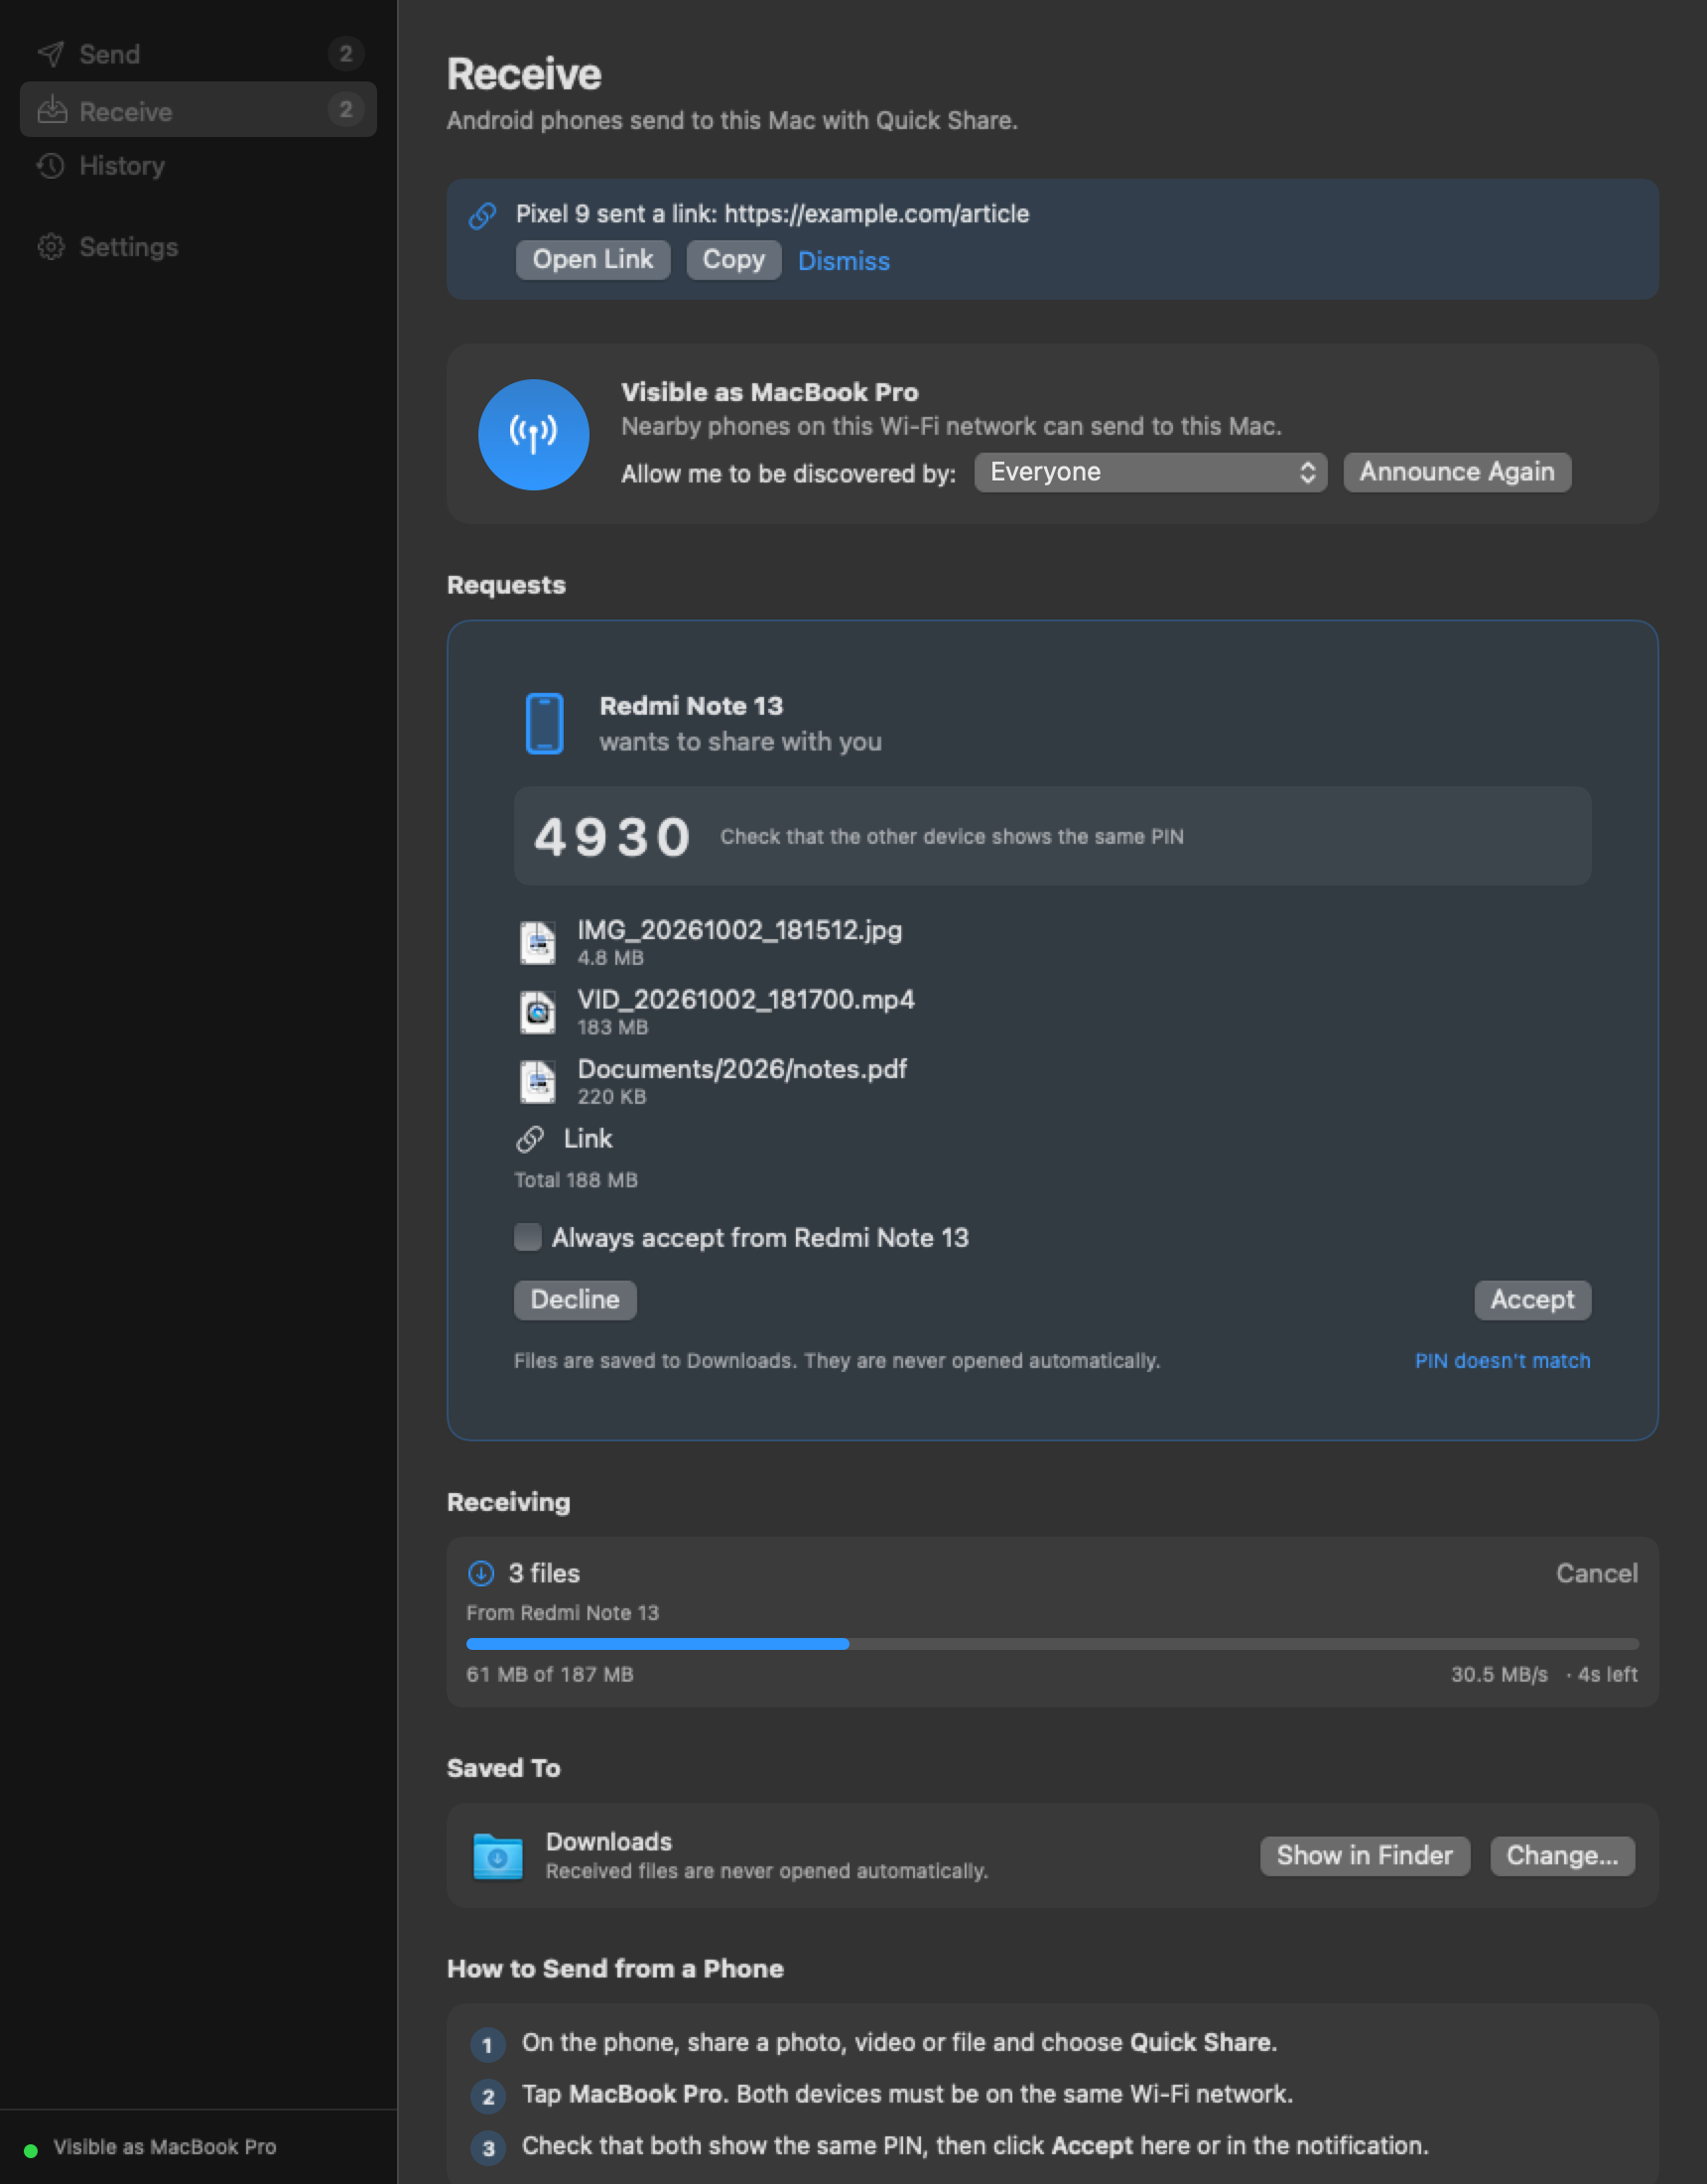 Send 2
Receive 2
History
Settings
Visible as MacBook Pro
Receive
Android phones send to this Mac with Quick Share.
Pixel 9 sent a link: https://example.com/article
Open Link Copy Dismiss
Visible as MacBook Pro
Nearby phones on this Wi-Fi network can send to this Mac.
Allow me to be discovered by: Everyone Announce Again
Requests
Redmi Note 13
wants to share with you
4930 Check that the other device shows the same PIN
IMG_20261002_181512.jpg
4.8 MB
VID_20261002_181700.mp4
183 MB
Documents/2026/notes.pdf
220 KB
Link
Total 188 MB
Always accept from Redmi Note 13
Decline Accept
Files are saved to Downloads. They are never opened automatically. PIN doesn't match
Receiving
3 files Cancel
From Redmi Note 13
61 MB of 187 MB 30.5 MB/s · 4s left
Saved To
Downloads
Received files are never opened automatically.
Show in Finder Change...
How to Send from a Phone
1 On the phone, share a photo, video or file and choose Quick Share.
2 Tap MacBook Pro. Both devices must be on the same Wi-Fi network.
3 Check that both show the same PIN, then click Accept here or in the notification.